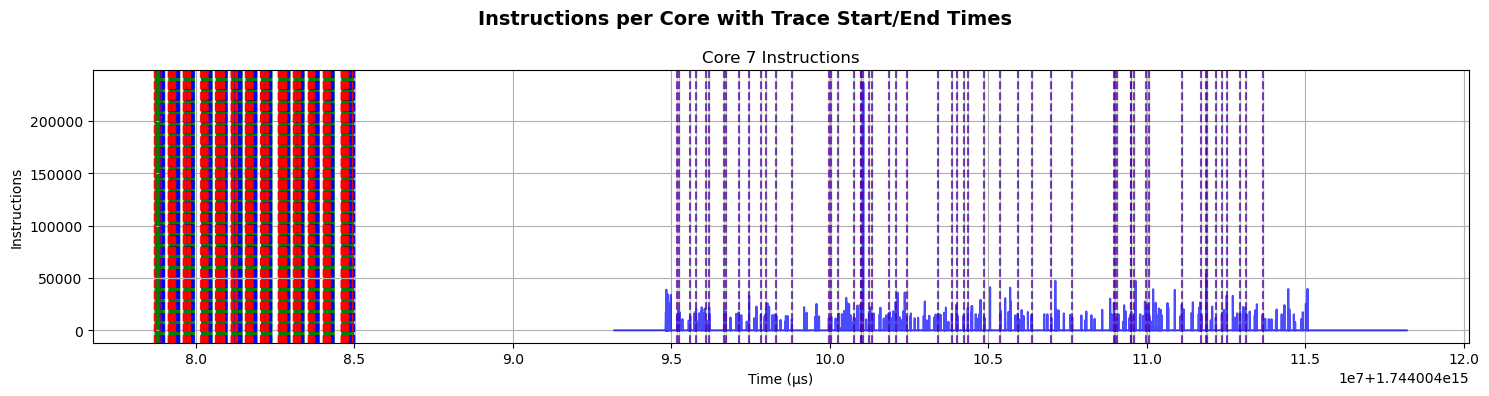 Instructions per Core with Trace Start/End Times
Core 7 Instructions
200000
150000
100000
50000
0
Instructions
8.0 8.5 9.0 9.5 10.0 10.5 11.0 11.5 12.0
Time (μs)
1e7+1.744004e15